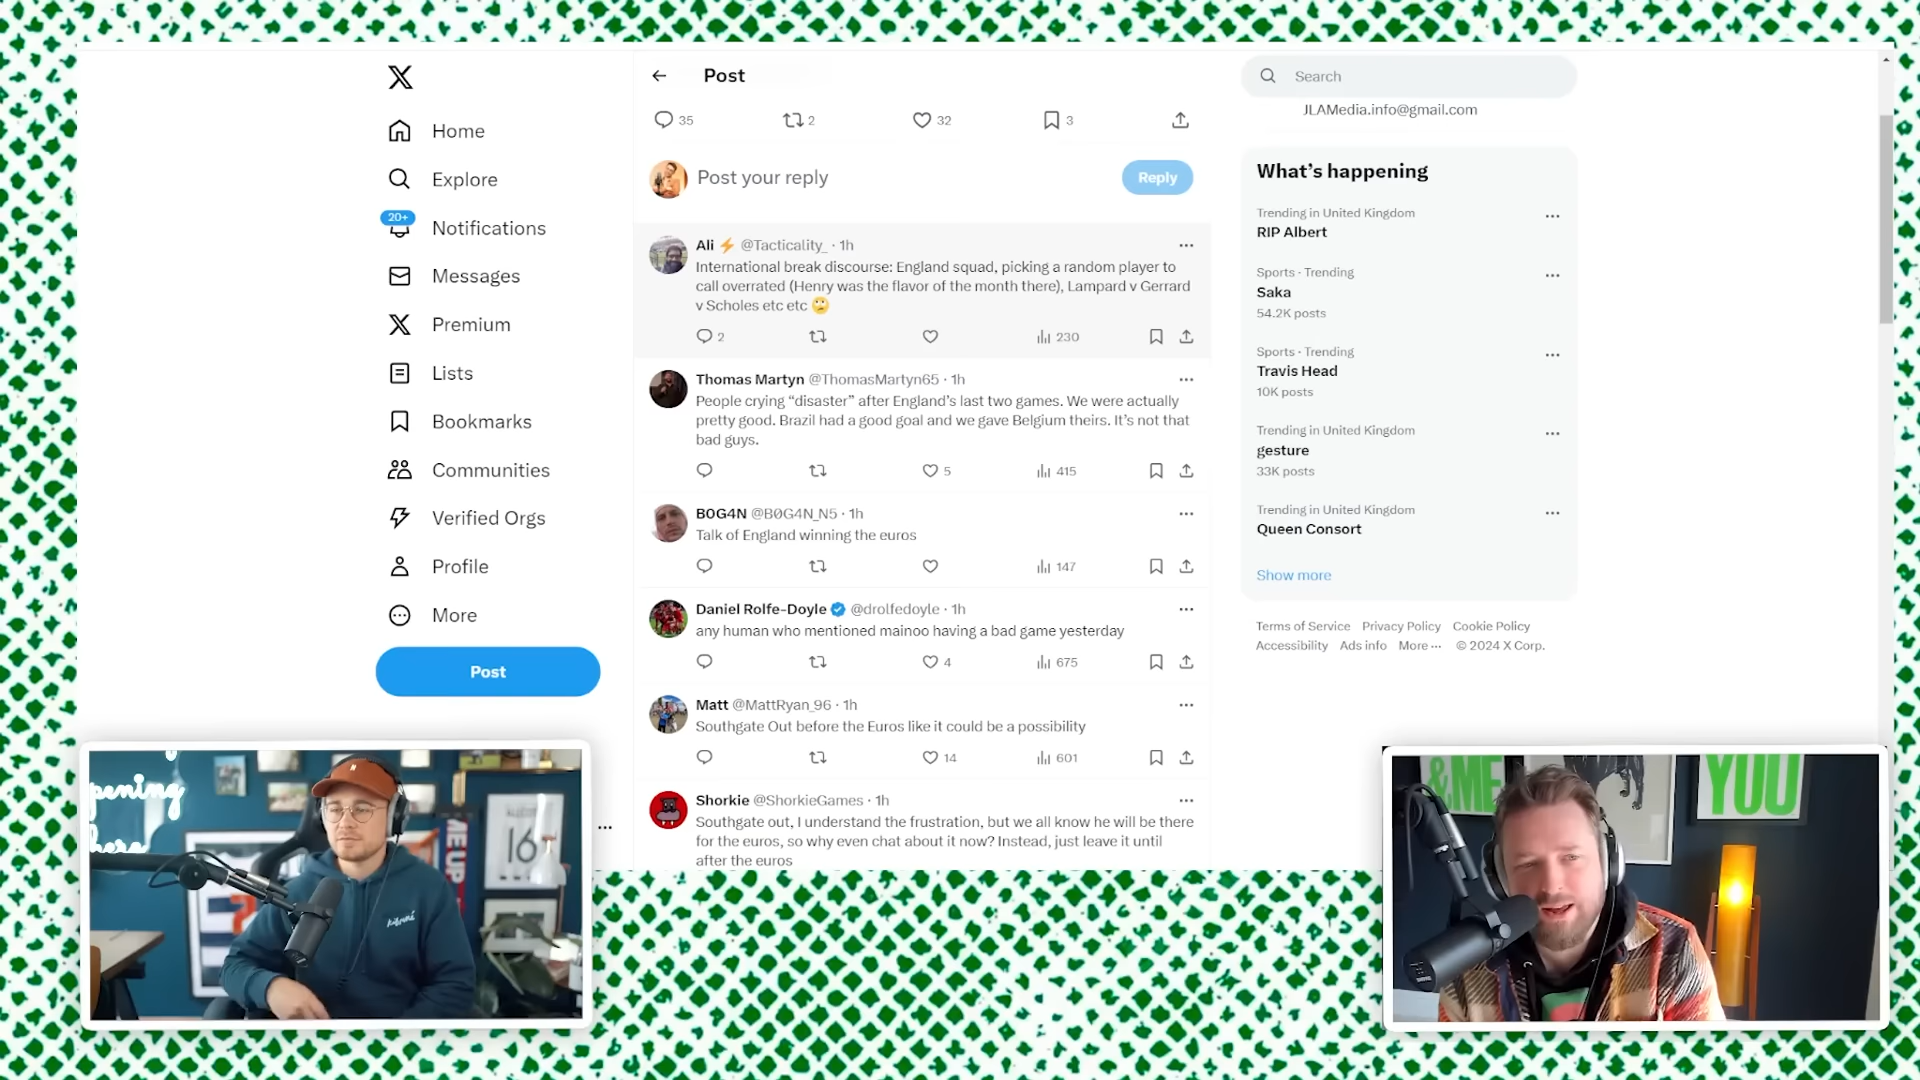 Home
Explore
20+
Notifications
Messages
Premium
Lists
Bookmarks
Communities
Verified Orgs
Profile
More
Post
Post
35
2
32
3
Post your reply
Reply
Ali @Tacticality_ · 1h
International break discourse: England squad, picking a random player to
call overrated (Henry was the flavor of the month there), Lampard v Gerrard
v Scholes etc etc 🙄
2
230
Thomas Martyn @ThomasMartyn65 · 1h
People crying “disaster” after England’s last two games. We were actually
pretty good. Brazil had a good goal and we gave Belgium theirs. It’s not that
bad guys.
5
415
B0G4N @B0G4N_N5 · 1h
Talk of England winning the euros
147
Daniel Rolfe-Doyle @drolfedoyle · 1h
any human who mentioned mainoo having a bad game yesterday
4
675
Matt @MattRyan_96 · 1h
Southgate Out before the Euros like it could be a possibility
14
601
Shorkie @ShorkieGames · 1h
Southgate out, I understand the frustration, but we all know he will be there
for the euros, so why even chat about it now? Instead, just leave it until
after the euros
Search
JLAMedia.info@gmail.com
What’s happening
Trending in United Kingdom
RIP Albert
Sports · Trending
Saka
54.2K posts
Sports · Trending
Travis Head
10K posts
Trending in United Kingdom
gesture
33K posts
Trending in United Kingdom
Queen Consort
Show more
Terms of Service Privacy Policy Cookie Policy
Accessibility Ads info More ··· © 2024 X Corp.
pening
here
16
&ME
YOU